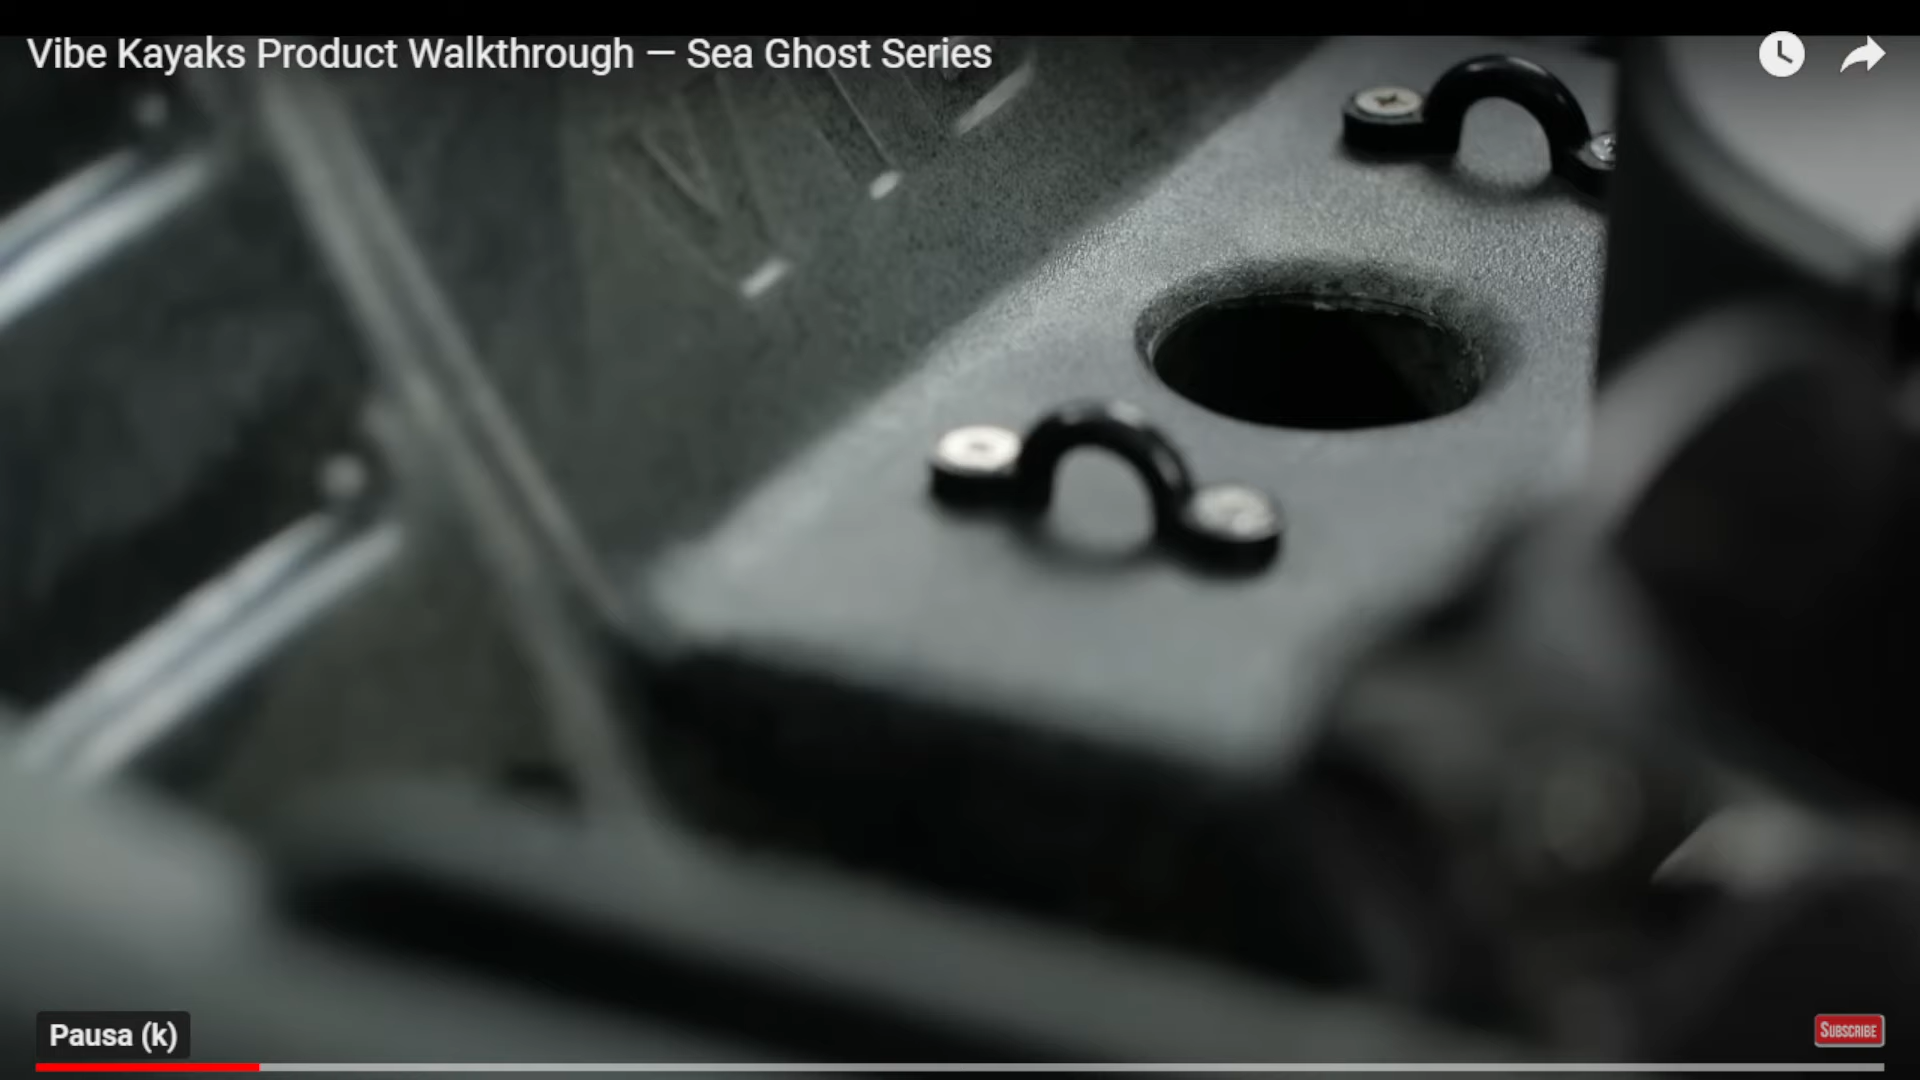 Vibe Kayaks Product Walkthrough — Sea Ghost Series
Pausa (k)
SUBSCRIBE